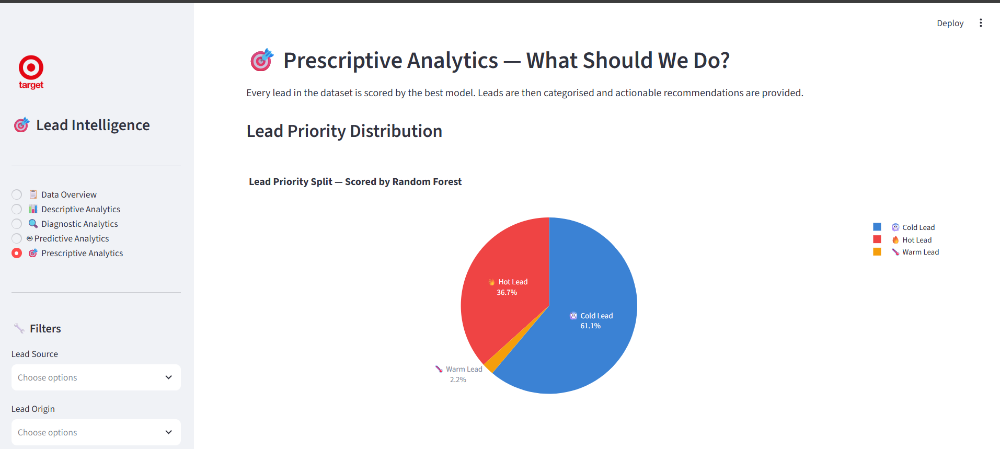 Deploy
target
🎯 Lead Intelligence
📋 Data Overview
📊 Descriptive Analytics
🔍 Diagnostic Analytics
🤖 Predictive Analytics
🎯 Prescriptive Analytics
🔧 Filters
Lead Source
Choose options
Lead Origin
Choose options
🎯 Prescriptive Analytics — What Should We Do?
Every lead in the dataset is scored by the best model. Leads are then categorised and actionable recommendations are provided.
Lead Priority Distribution
Lead Priority Split — Scored by Random Forest
🔥 Hot Lead
36.7%
🥶 Cold Lead
61.1%
🌡 Warm Lead
2.2%
🥶 Cold Lead
🔥 Hot Lead
🌡 Warm Lead